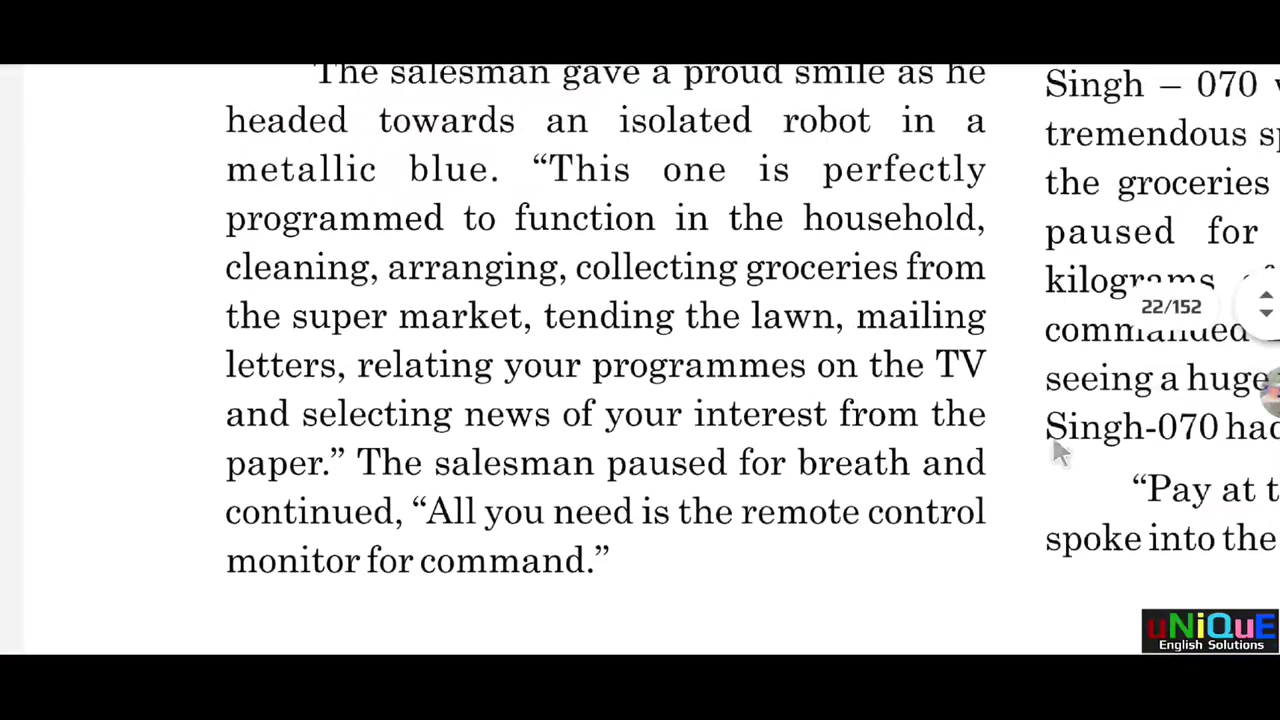 The salesman gave a proud smile as he
headed towards an isolated robot in a
metallic blue. “This one is perfectly
programmed to function in the household,
cleaning, arranging, collecting groceries from
the super market, tending the lawn, mailing
letters, relating your programmes on the TV
and selecting news of your interest from the
paper.” The salesman paused for breath and
continued, “All you need is the remote control
monitor for command.”
Singh – 070
tremendous
the groceries
paused for
kilograms
22/152
commanded
seeing a huge
Singh-070 had
“Pay at
spoke into the
uNiQuE
English Solutions